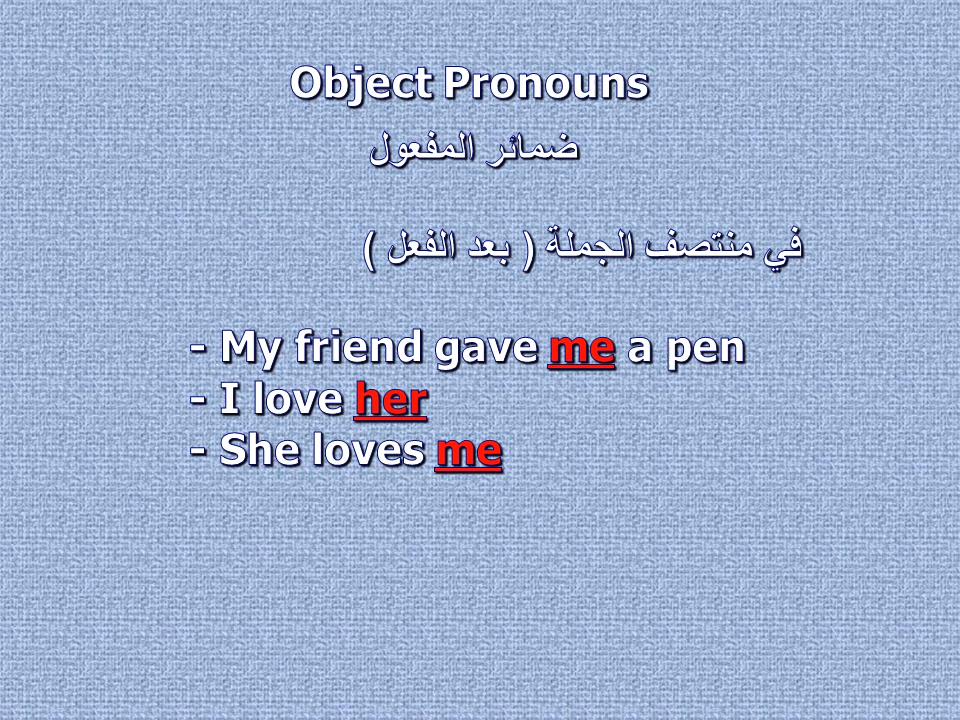 Object Pronouns
ضمائر المفعول
في منتصف الجملة ( بعد الفعل )
- My friend gave me a pen
- I love her
- She loves me